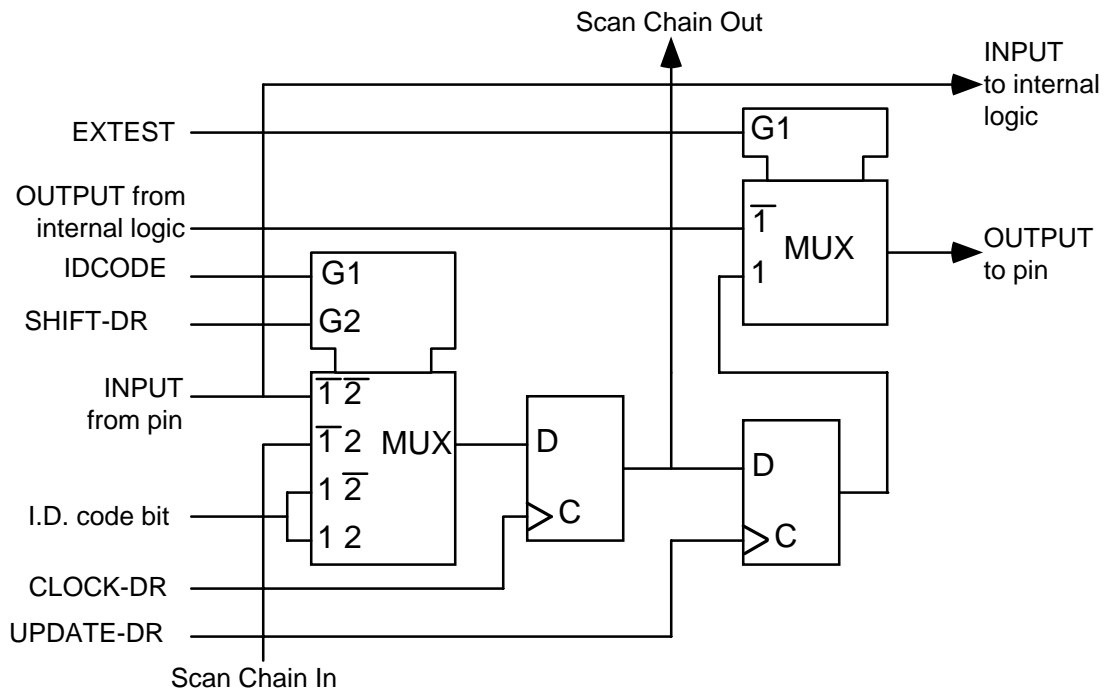 Scan Chain Out
INPUT
to internal
logic
EXTEST
G1
OUTPUT from
internal logic
1̅
MUX
1
OUTPUT
to pin
IDCODE
G1
SHIFT-DR
G2
INPUT
from pin
1̅ 2̅
1̅ 2
MUX
1 2̅
1 2
D
C
D
C
I.D. code bit
CLOCK-DR
UPDATE-DR
Scan Chain In